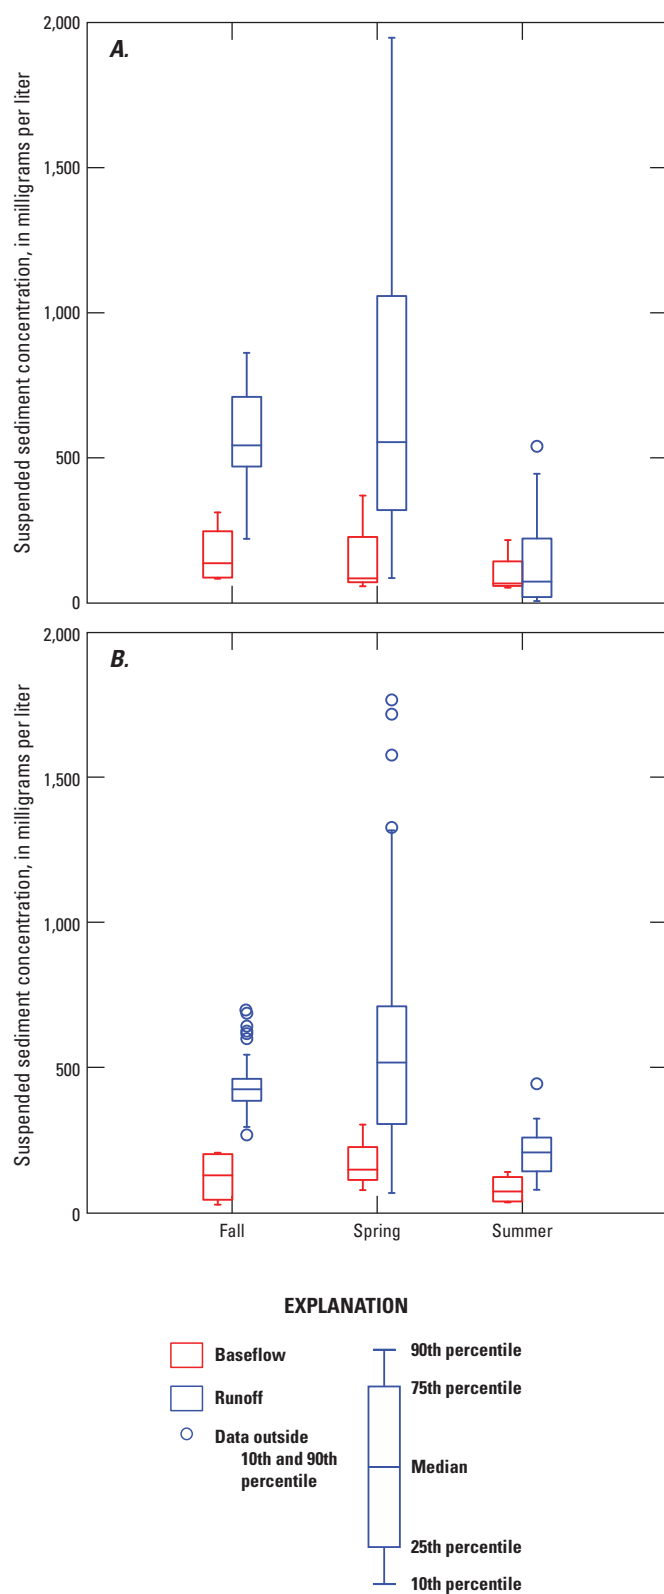 A.
2,000
1,500
1,000
500
0
Suspended sediment concentration, in milligrams per liter
B.
2,000
1,500
1,000
500
0
Suspended sediment concentration, in milligrams per liter
Fall Spring Summer
EXPLANATION
Baseflow
Runoff
Data outside
10th and 90th
percentile
90th percentile
75th percentile
Median
25th percentile
10th percentile